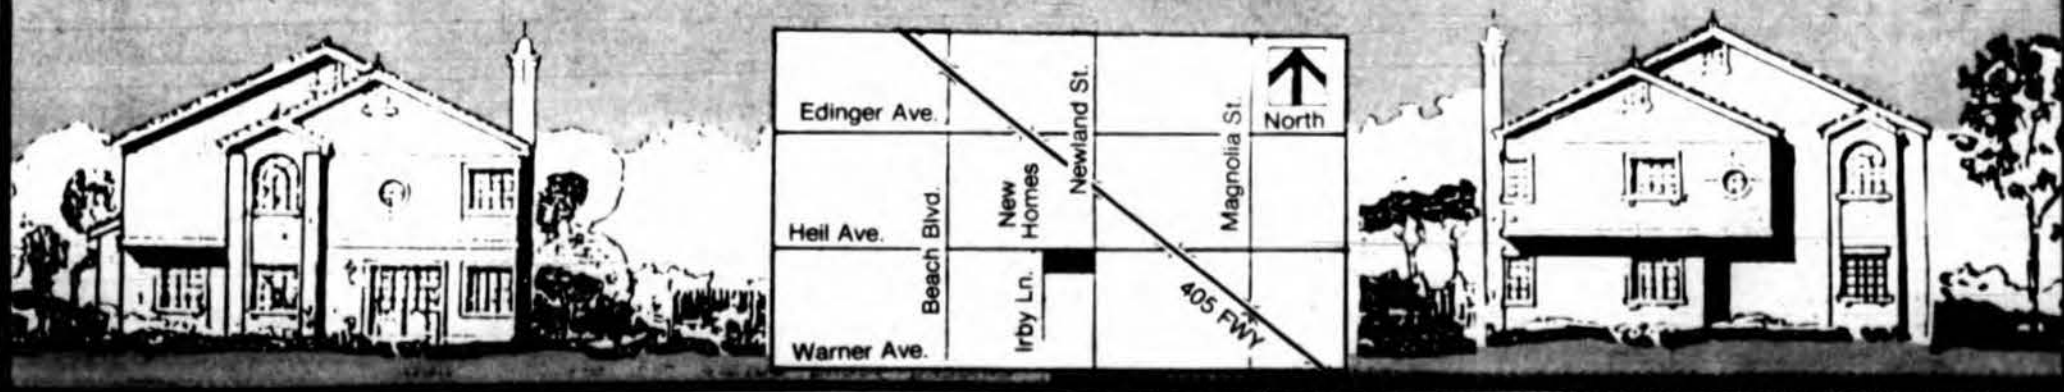 Edinger Ave.
Newland St.
Magnolia St.
North
Heil Ave.
Beach Blvd.
New
Homes
Irby Ln.
405 FWY
Warner Ave.